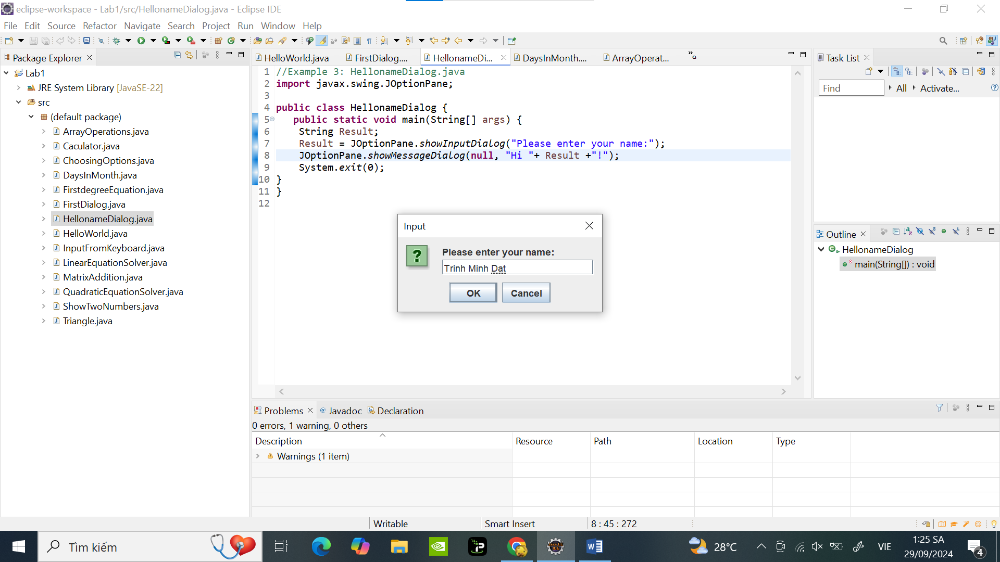 eclipse-workspace - Lab1/src/HellonameDialog.java - Eclipse IDE
File Edit Source Refactor Navigate Search Project Run Window Help
Package Explorer
Lab1
JRE System Library [JavaSE-22]
src
(default package)
ArrayOperations.java
Caculator.java
ChoosingOptions.java
DaysInMonth.java
FirstdegreeEquation.java
FirstDialog.java
HellonameDialog.java
HelloWorld.java
InputFromKeyboard.java
LinearEquationSolver.java
MatrixAddition.java
QuadraticEquationSolver.java
ShowTwoNumbers.java
Triangle.java
HelloWorld.java FirstDialog.... HellonameDi... DaysInMonth.... ArrayOperat...
1 //Example 3: HellonameDialog.java
2 import javax.swing.JOptionPane;
3
4 public class HellonameDialog {
5 public static void main(String[] args) {
6 String Result;
7 Result = JOptionPane.showInputDialog("Please enter your name:");
8 JOptionPane.showMessageDialog(null, "Hi "+ Result +"!");
9 System.exit(0);
10 }
11 }
12
Input
Please enter your name:
Trinh Minh Dat
OK Cancel
Task List
Find All Activate...
Outline
HellonameDialog
main(String[]) : void
Problems Javadoc Declaration
0 errors, 1 warning, 0 others
Description Resource Path Location Type
Warnings (1 item)
Writable Smart Insert 8 : 45 : 272
Tìm kiếm
28°C
VIE
1:25 SA
29/09/2024
4